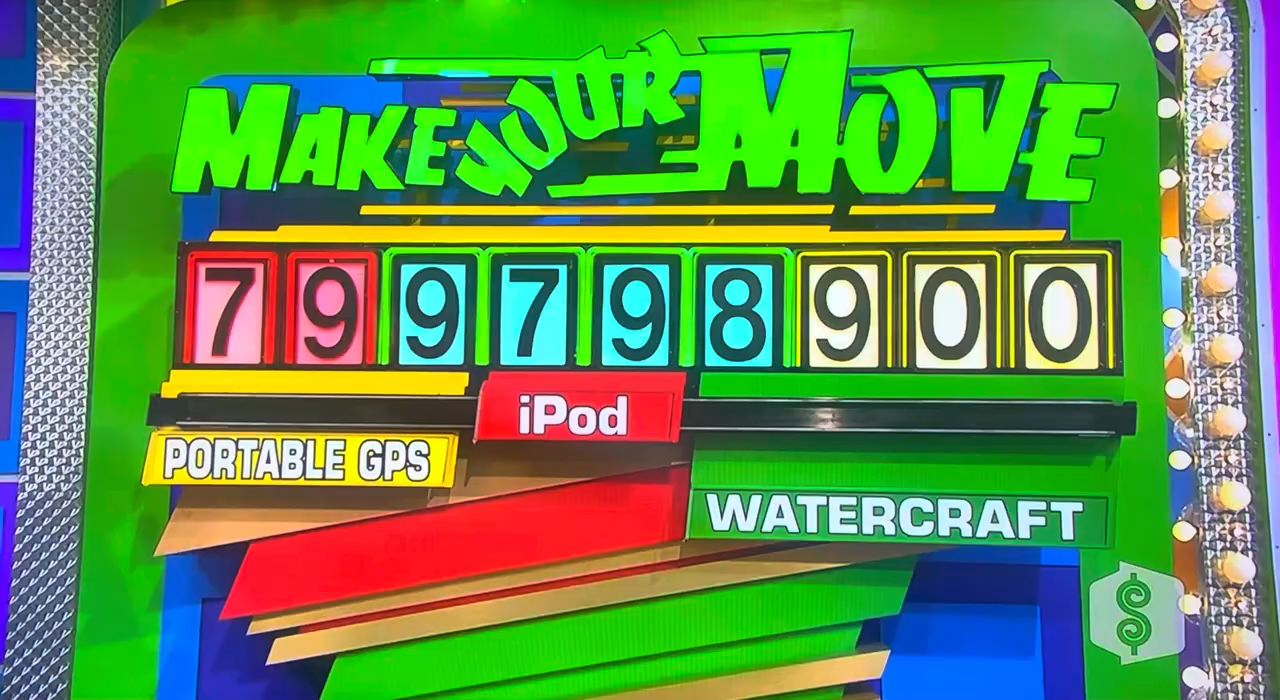 MAKE YOUR MOVE
799798900
iPod
PORTABLE GPS
WATERCRAFT
$